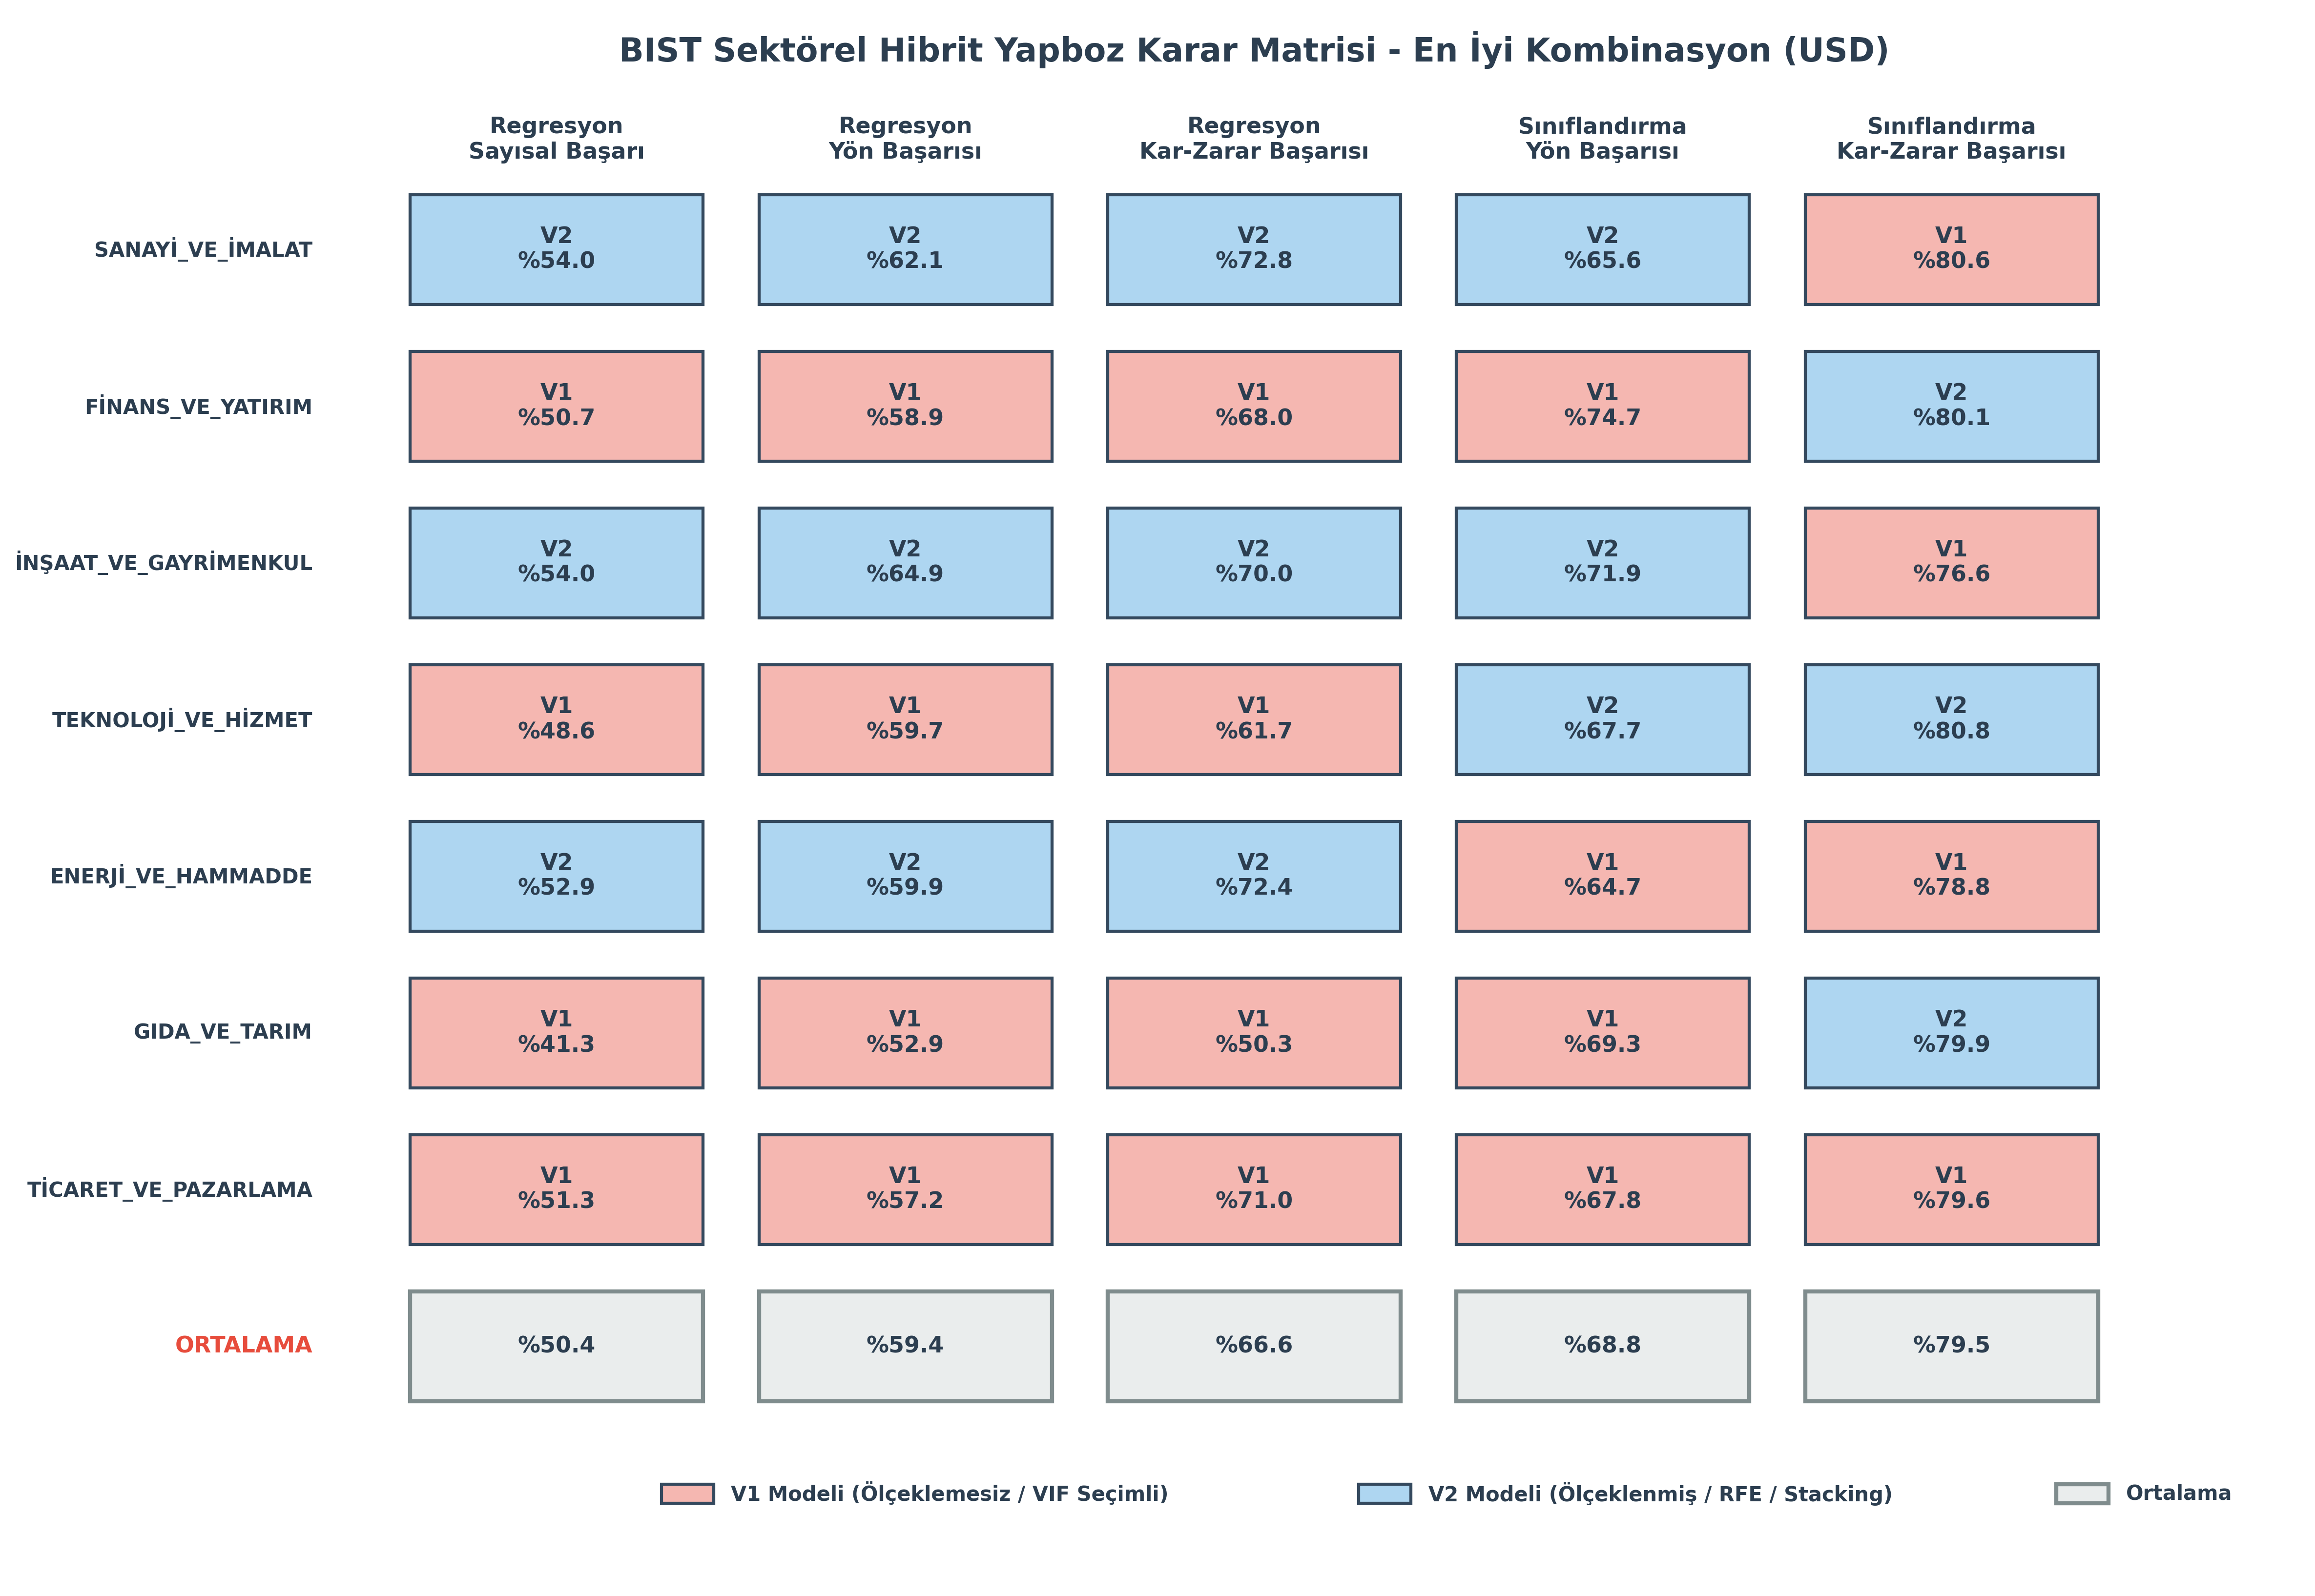 BIST Sektörel Hibrit Yapboz Karar Matrisi - En İyi Kombinasyon (USD)
Regresyon
Sayısal Başarı
Regresyon
Yön Başarısı
Regresyon
Kar-Zarar Başarısı
Sınıflandırma
Yön Başarısı
Sınıflandırma
Kar-Zarar Başarısı
SANAYİ_VE_İMALAT
V2
%54.0
V2
%62.1
V2
%72.8
V2
%65.6
V1
%80.6
FİNANS_VE_YATIRIM
V1
%50.7
V1
%58.9
V1
%68.0
V1
%74.7
V2
%80.1
İNŞAAT_VE_GAYRİMENKUL
V2
%54.0
V2
%64.9
V2
%70.0
V2
%71.9
V1
%76.6
TEKNOLOJİ_VE_HİZMET
V1
%48.6
V1
%59.7
V1
%61.7
V2
%67.7
V2
%80.8
ENERJİ_VE_HAMMADDE
V2
%52.9
V2
%59.9
V2
%72.4
V1
%64.7
V1
%78.8
GIDA_VE_TARIM
V1
%41.3
V1
%52.9
V1
%50.3
V1
%69.3
V2
%79.9
TİCARET_VE_PAZARLAMA
V1
%51.3
V1
%57.2
V1
%71.0
V1
%67.8
V1
%79.6
ORTALAMA
%50.4
%59.4
%66.6
%68.8
%79.5
V1 Modeli (Ölçeklemesiz / VIF Seçimli)
V2 Modeli (Ölçeklenmiş / RFE / Stacking)
Ortalama